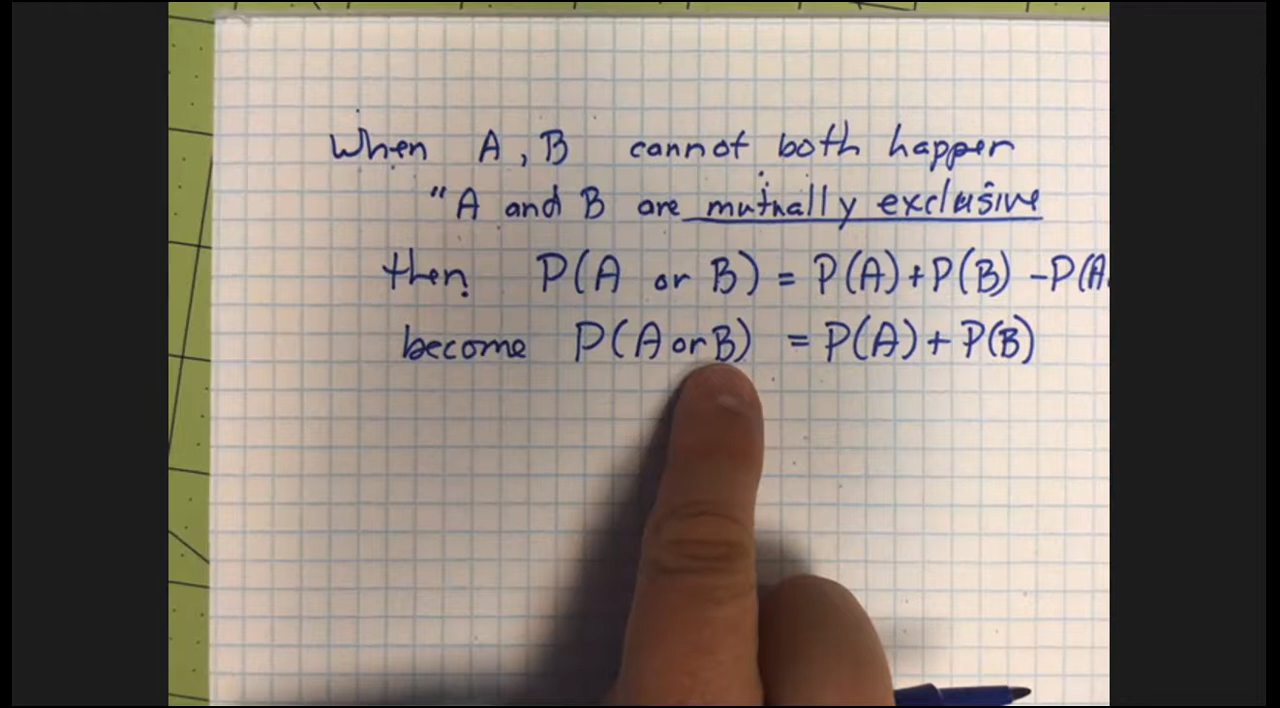 When A, B cannot both happen
"A and B are mutually exclusive
then P(A or B) = P(A) + P(B) - P(A
become P(A or B) = P(A) + P(B)